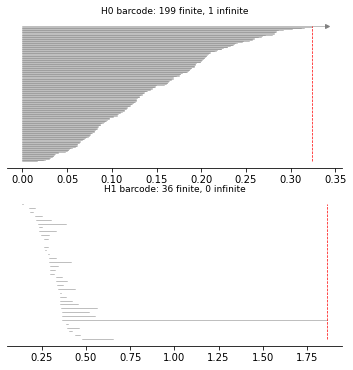 H0 barcode: 199 finite, 1 infinite
0.00 0.05 0.10 0.15 0.20 0.25 0.30 0.35
H1 barcode: 36 finite, 0 infinite
0.25 0.50 0.75 1.00 1.25 1.50 1.75